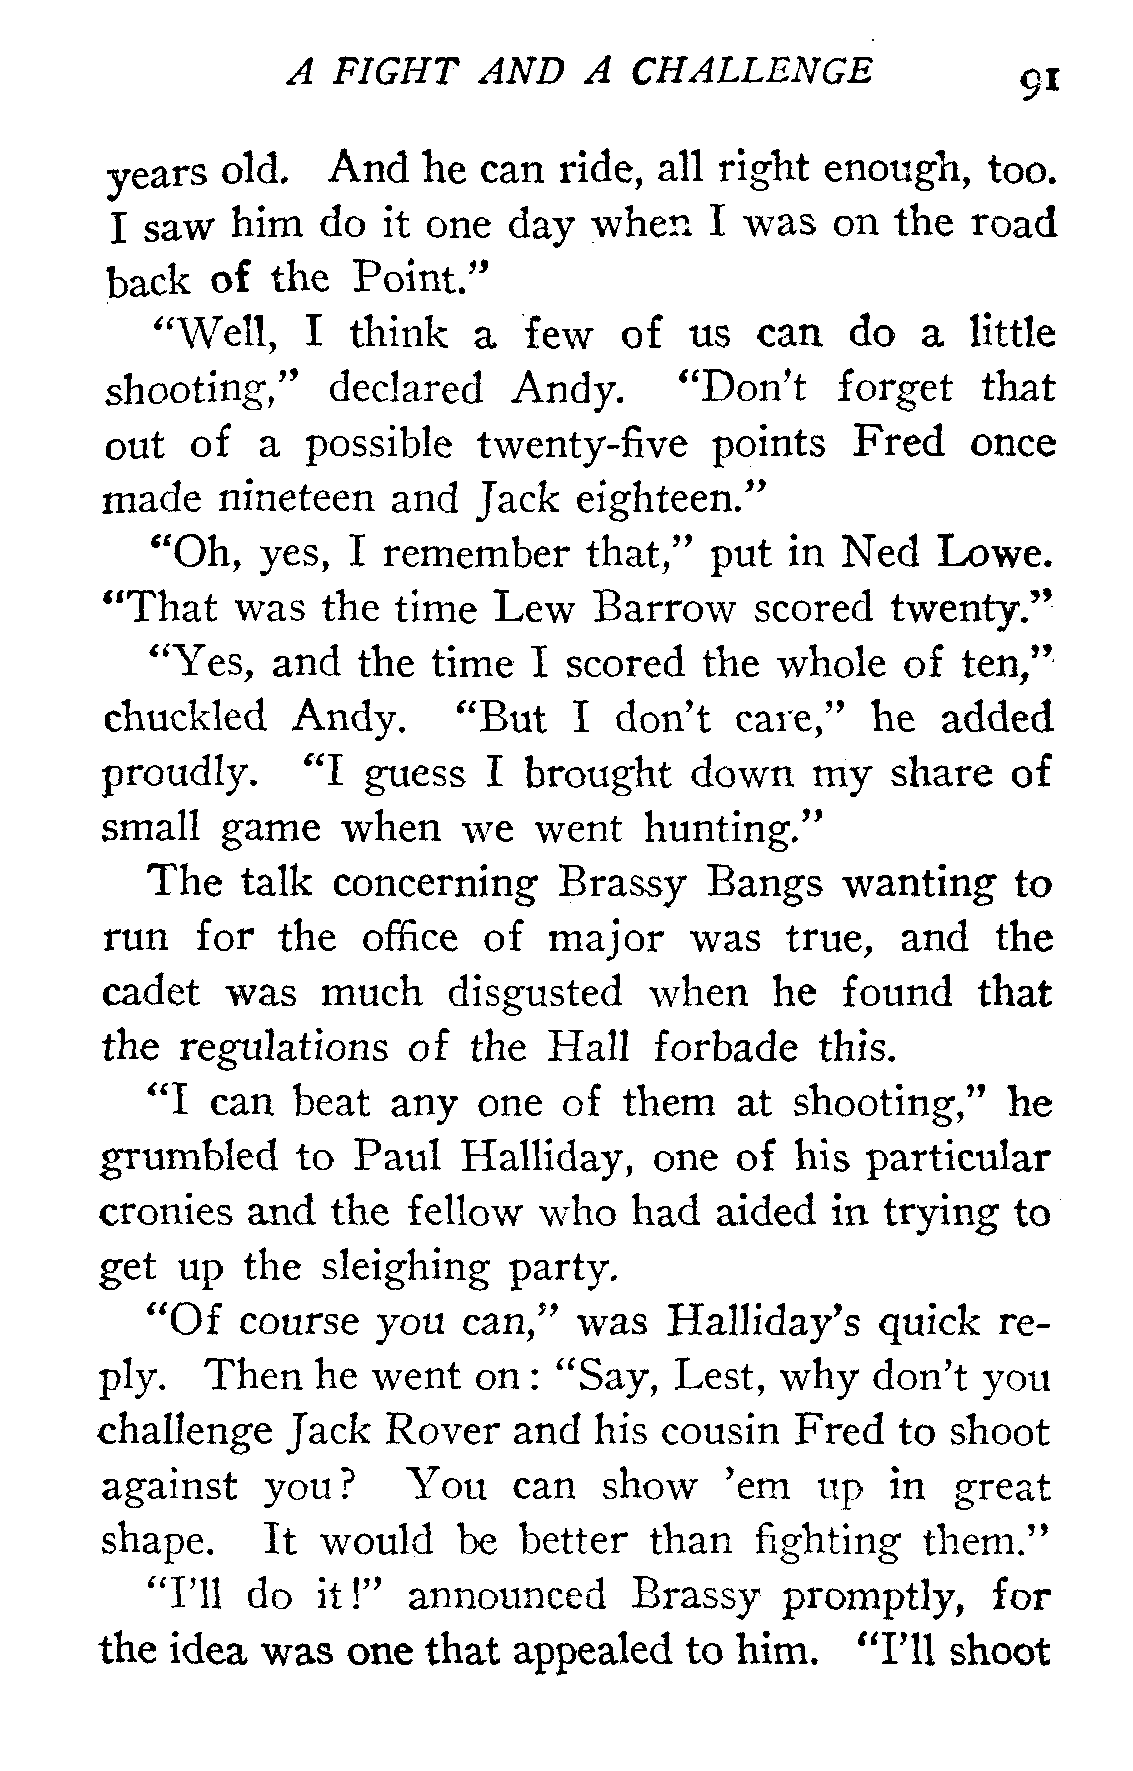 A FIGHT AND A CHALLENGE 91
years old. And he can ride, all right enough, too.
I saw him do it one day when I was on the road
back of the Point.”
“Well, I think a few of us can do a little
shooting,” declared Andy. “Don’t forget that
out of a possible twenty-five points Fred once
made nineteen and Jack eighteen.”
“Oh, yes, I remember that,” put in Ned Lowe.
“That was the time Lew Barrow scored twenty.”
“Yes, and the time I scored the whole of ten,”
chuckled Andy. “But I don’t care,” he added
proudly. “I guess I brought down my share of
small game when we went hunting.”
The talk concerning Brassy Bangs wanting to
run for the office of major was true, and the
cadet was much disgusted when he found that
the regulations of the Hall forbade this.
“I can beat any one of them at shooting,” he
grumbled to Paul Halliday, one of his particular
cronies and the fellow who had aided in trying to
get up the sleighing party.
“Of course you can,” was Halliday’s quick re-
ply. Then he went on: “Say, Lest, why don’t you
challenge Jack Rover and his cousin Fred to shoot
against you? You can show ’em up in great
shape. It would be better than fighting them.”
“I’ll do it!” announced Brassy promptly, for
the idea was one that appealed to him. “I’ll shoot